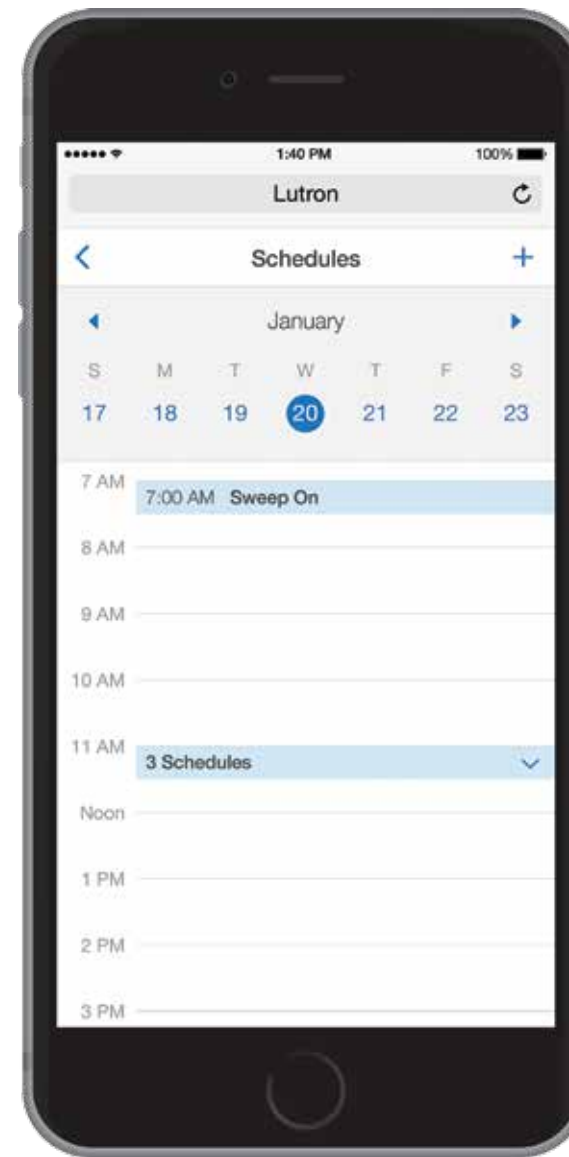 1:40 PM 100%
Lutron
Schedules +
January
S M T W T F S
17 18 19 20 21 22 23
7 AM
7:00 AM Sweep On
8 AM
9 AM
10 AM
11 AM
3 Schedules
Noon
1 PM
2 PM
3 PM